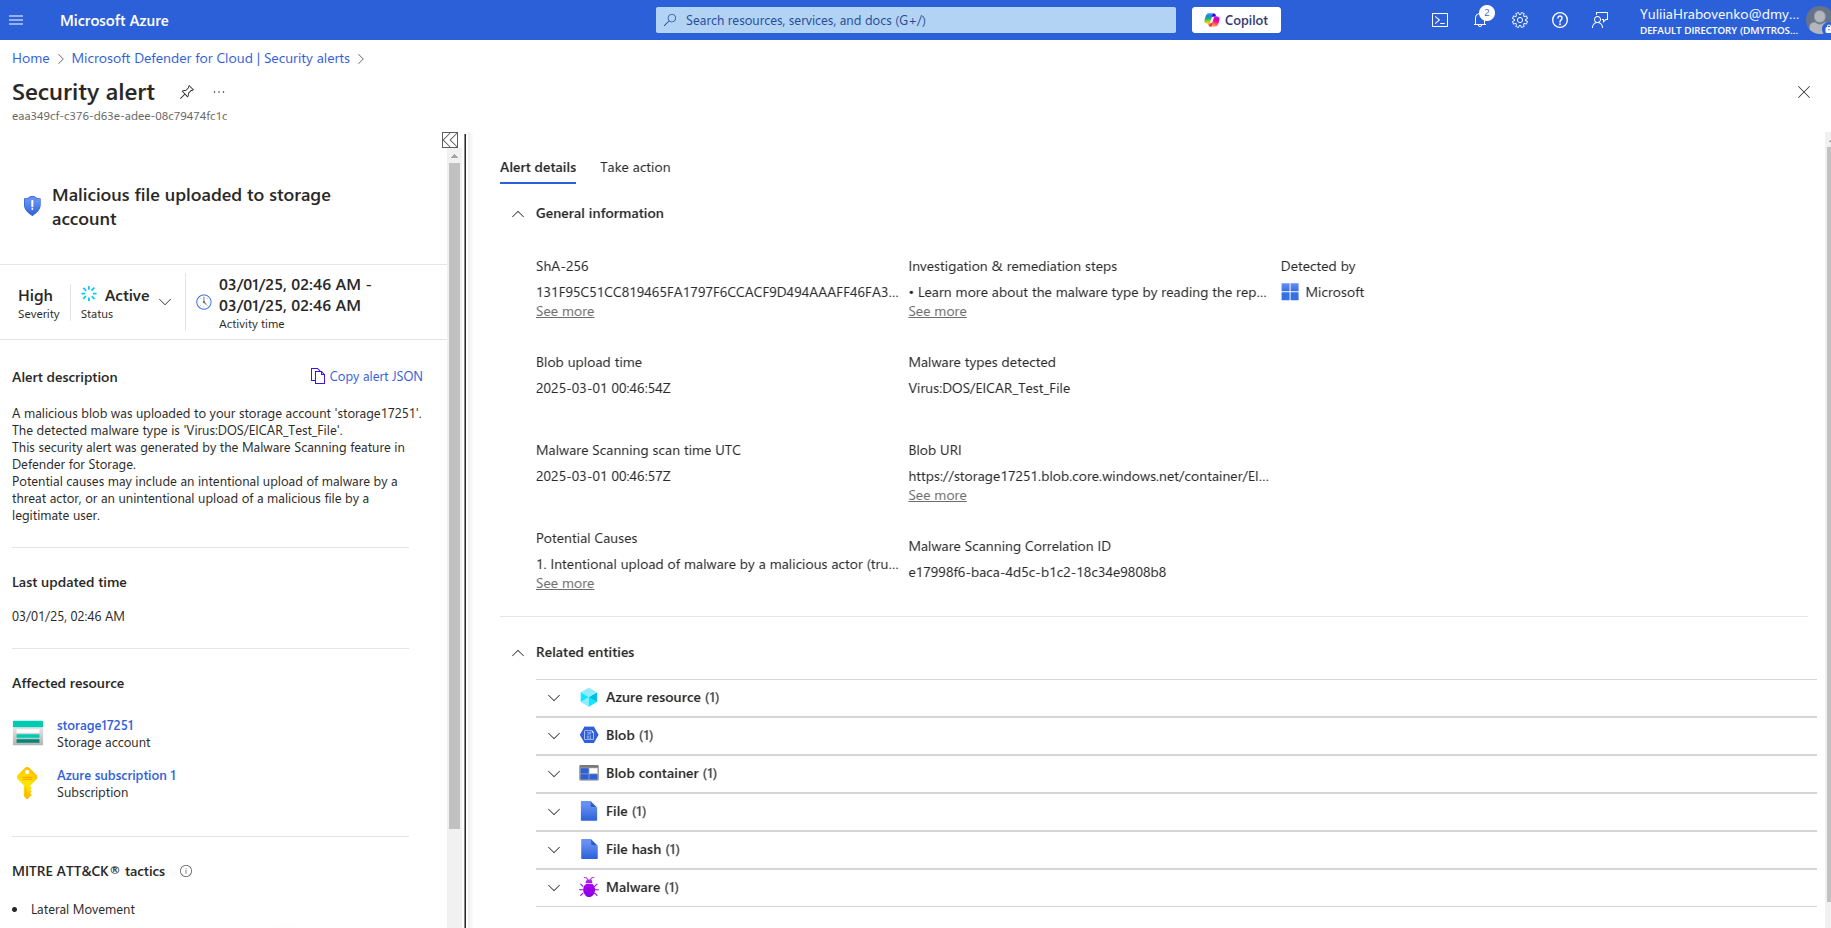 Microsoft Azure
Search resources, services, and docs (G+/)
Copilot
2
YuliiaHrabovenko@dmy...
DEFAULT DIRECTORY (DMYTROS...
Home > Microsoft Defender for Cloud | Security alerts >
Security alert
...
eaa349cf-c376-d63e-adee-08c79474fc1c
Malicious file uploaded to storage
account
High
Severity
Active
Status
03/01/25, 02:46 AM -
03/01/25, 02:46 AM
Activity time
Alert description
Copy alert JSON
A malicious blob was uploaded to your storage account 'storage17251'.
The detected malware type is 'Virus:DOS/EICAR_Test_File'.
This security alert was generated by the Malware Scanning feature in
Defender for Storage.
Potential causes may include an intentional upload of malware by a
threat actor, or an unintentional upload of a malicious file by a
legitimate user.
Last updated time
03/01/25, 02:46 AM
Affected resource
storage17251
Storage account
Azure subscription 1
Subscription
MITRE ATT&CK® tactics
• Lateral Movement
Alert details
Take action
General information
ShA-256
131F95C51CC819465FA1797F6CCACF9D494AAAFF46FA3...
See more
Investigation & remediation steps
• Learn more about the malware type by reading the rep...
See more
Detected by
Microsoft
Blob upload time
2025-03-01 00:46:54Z
Malware types detected
Virus:DOS/EICAR_Test_File
Malware Scanning scan time UTC
2025-03-01 00:46:57Z
Blob URI
https://storage17251.blob.core.windows.net/container/EI...
See more
Potential Causes
1. Intentional upload of malware by a malicious actor (tru...
See more
Malware Scanning Correlation ID
e17998f6-baca-4d5c-b1c2-18c34e9808b8
Related entities
Azure resource (1)
Blob (1)
Blob container (1)
File (1)
File hash (1)
Malware (1)